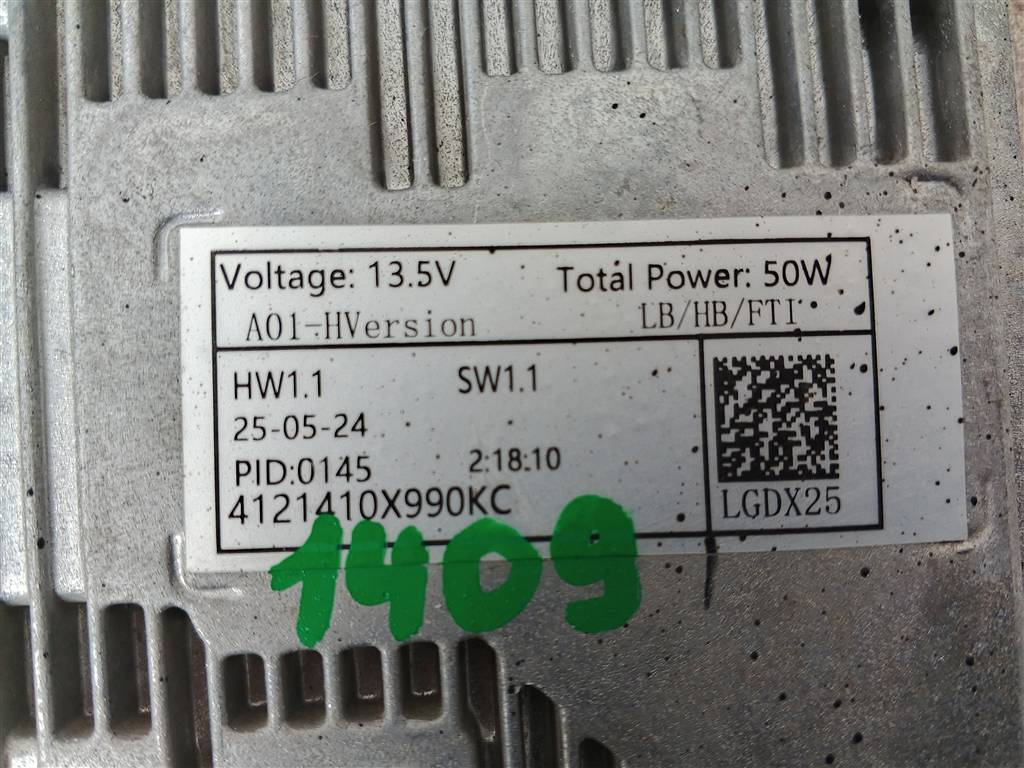 Voltage: 13.5V Total Power: 50W
A01-HVersion LB/HB/FTI
HW1.1 SW1.1
25-05-24
PID:0145 2:18:10
4121410X990KC
LGDX25
1409